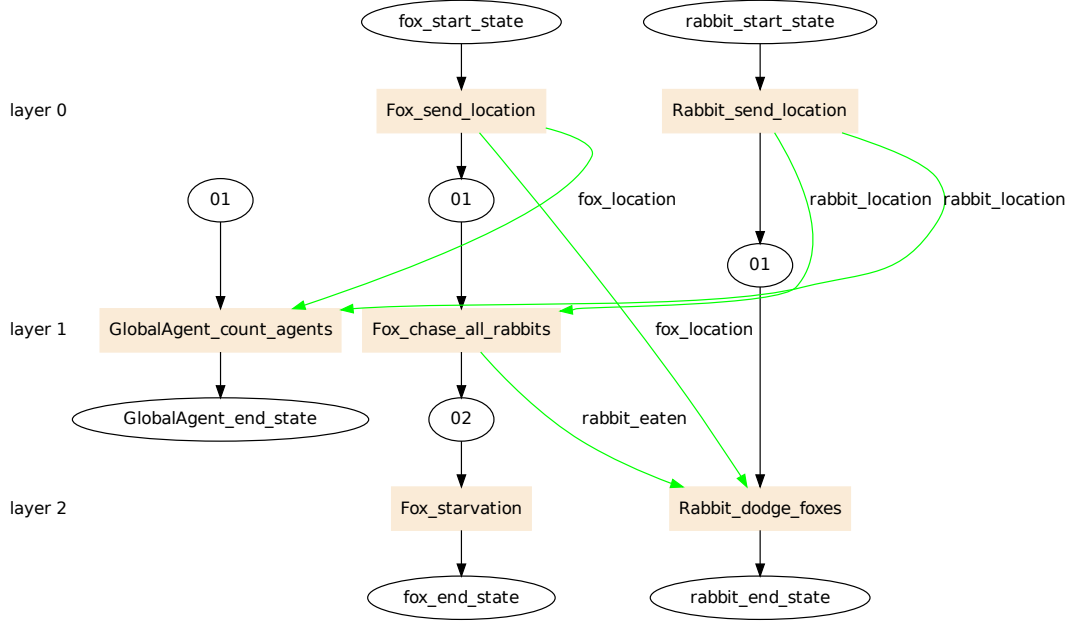 fox_start_state
rabbit_start_state
layer 0
Fox_send_location
Rabbit_send_location
01
01
fox_location
rabbit_location
rabbit_location
01
layer 1
GlobalAgent_count_agents
Fox_chase_all_rabbits
fox_location
GlobalAgent_end_state
02
rabbit_eaten
layer 2
Fox_starvation
Rabbit_dodge_foxes
fox_end_state
rabbit_end_state